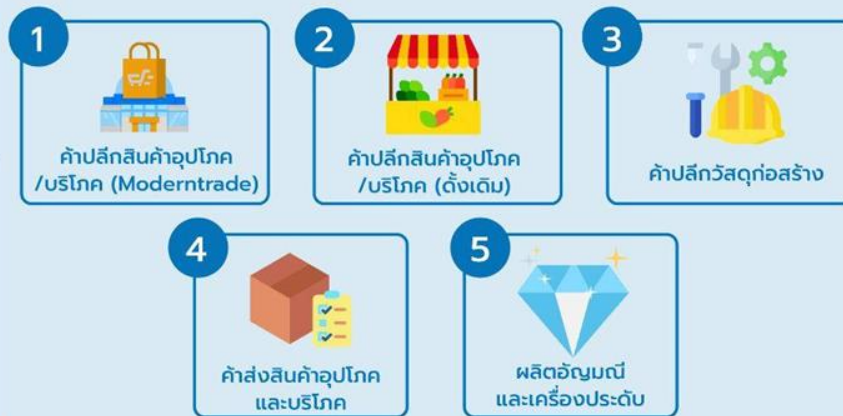 1
ค้าปลีกสินค้าอุปโภค
/บริโภค (Moderntrade)
2
ค้าปลีกสินค้าอุปโภค
/บริโภค (ดั้งเดิม)
3
ค้าปลีกวัสดุก่อสร้าง
4
ค้าส่งสินค้าอุปโภค
และบริโภค
5
ผลิตอัญมณี
และเครื่องประดับ